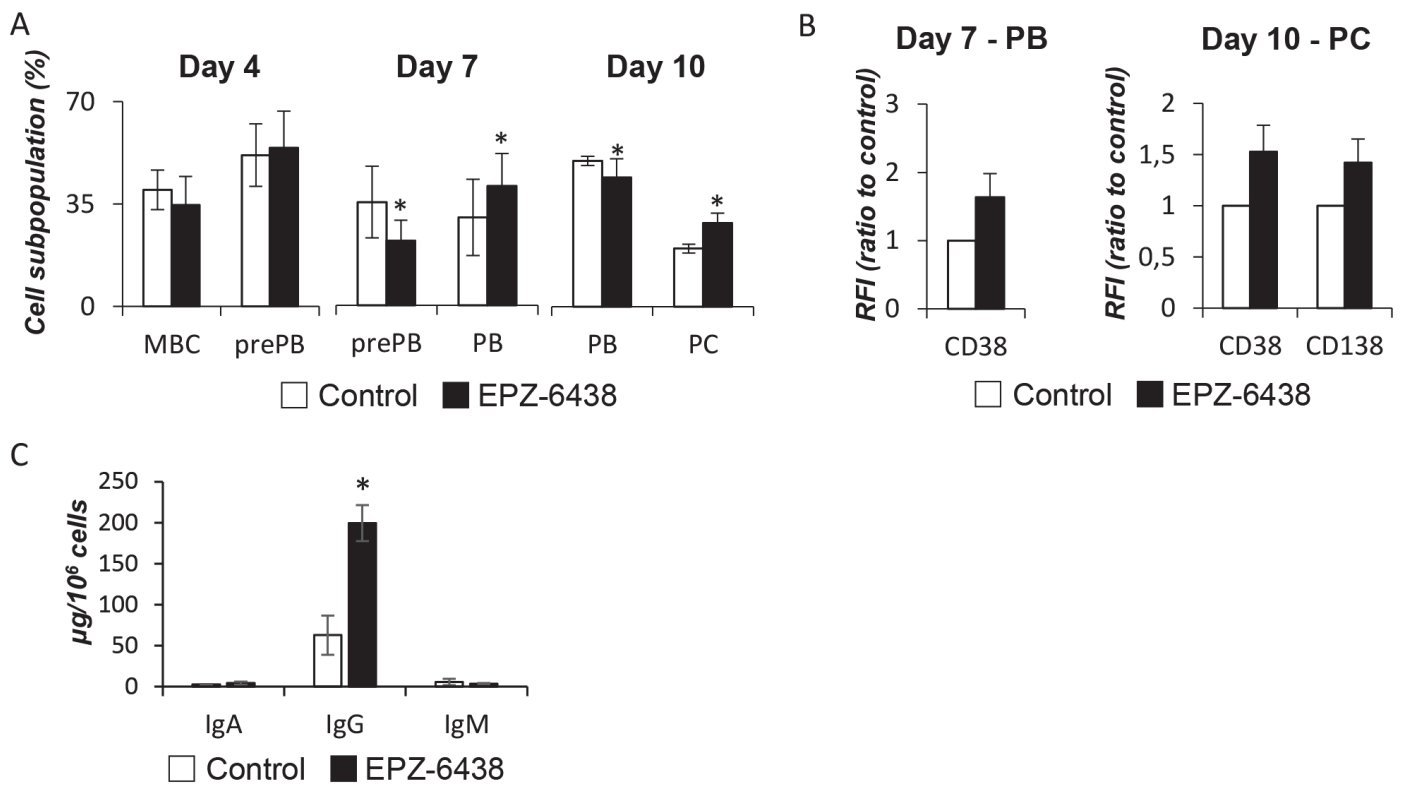 A
Day 4
Day 7
Day 10
Cell subpopulation (%)
70
35
0
MBC
prePB
prePB
PB
*
*
PB
PC
*
*
Control
EPZ-6438
B
Day 7 - PB
RFI (ratio to control)
3
2
1
0
CD38
Day 10 - PC
RFI (ratio to control)
2
1,5
1
0,5
0
CD38
CD138
Control
EPZ-6438
C
µg/10⁶ cells
250
200
150
100
50
0
*
IgA
IgG
IgM
Control
EPZ-6438